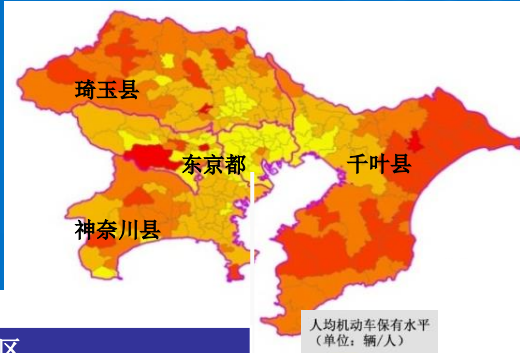 琦玉县
东京都
千叶县
神奈川县
人均机动车保有水平
（单位：辆/人）
区